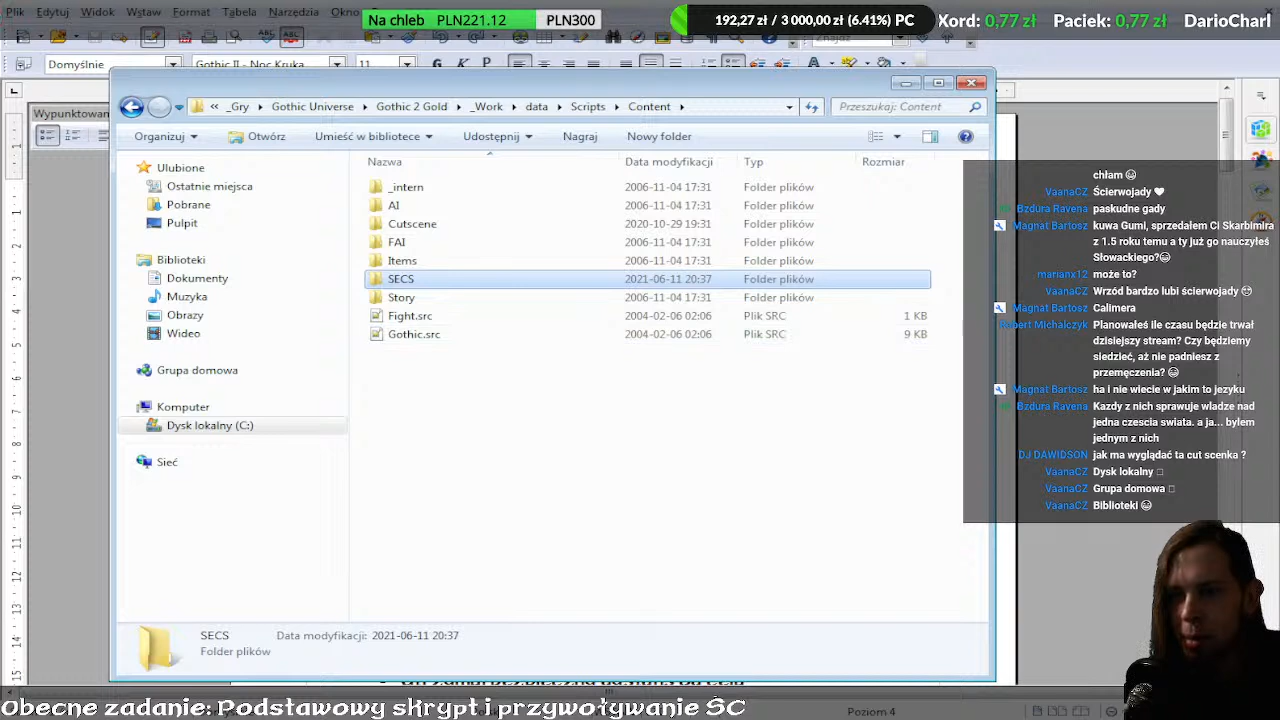 Plik Edytuj Widok Wstaw Format Tabela Narzędzia Okno
Na chleb PLN221.12 PLN300
192,27 zł / 3 000,00 zł (6.41%) PC
Kord: 0,77 zł Paciek: 0,77 zł DarioCharl
Domyślnie Gothic II - Noc Kruka 11
Znajdź
Wypunktowan
« _Gry Gothic Universe Gothic 2 Gold _Work data Scripts Content
Przeszukaj: Content
Organizuj Otwórz Umieść w bibliotece Udostępnij Nagraj Nowy folder
Nazwa Data modyfikacji Typ Rozmiar
_intern 2006-11-04 17:31 Folder plików
AI 2006-11-04 17:31 Folder plików
Cutscene 2020-10-29 19:31 Folder plików
FAI 2006-11-04 17:31 Folder plików
Items 2006-11-04 17:31 Folder plików
SECS 2021-06-11 20:37 Folder plików
Story 2006-11-04 17:31 Folder plików
Fight.src 2004-02-06 02:06 Plik SRC 1 KB
Gothic.src 2004-02-06 02:06 Plik SRC 9 KB
Ulubione
Ostatnie miejsca
Pobrane
Pulpit
Biblioteki
Dokumenty
Muzyka
Obrazy
Wideo
Grupa domowa
Komputer
Dysk lokalny (C:)
Sieć
SECS Data modyfikacji: 2021-06-11 20:37
Folder plików
chłam 😃
VaanaCZ Ścierwojady ❤
Bzdura Ravena paskudne gady
Magnat Bartosz kuwa Guml, sprzedałem Ci Skarbimira
z 1.5 roku temu a ty już go nauczyłeś
Słowackiego?😃
marianx12 może to?
VaanaCZ Wrzód bardzo lubi ścierwojady
Magnat Bartosz Calimera
Robert Michalczyk Planowałeś ile czasu będzie trwał
dzisiejszy stream? Czy będziemy
siedzieć, aż nie padniesz z
przemęczenia? 😃
Magnat Bartosz ha i nie wiecie w jakim to jezyku
Bzdura Ravena Kazdy z nich sprawuje władze nad
jedna czescia swiata. a ja... bylem
jednym z nich
DJ DAWIDSON jak ma wyglądać ta cut scenka ?
VaanaCZ Dysk lokalny □
VaanaCZ Grupa domowa □
VaanaCZ Biblioteki 😃
Obecne zadanie: Podstawowy skrypt i przywoływanie SC
Poziom 4